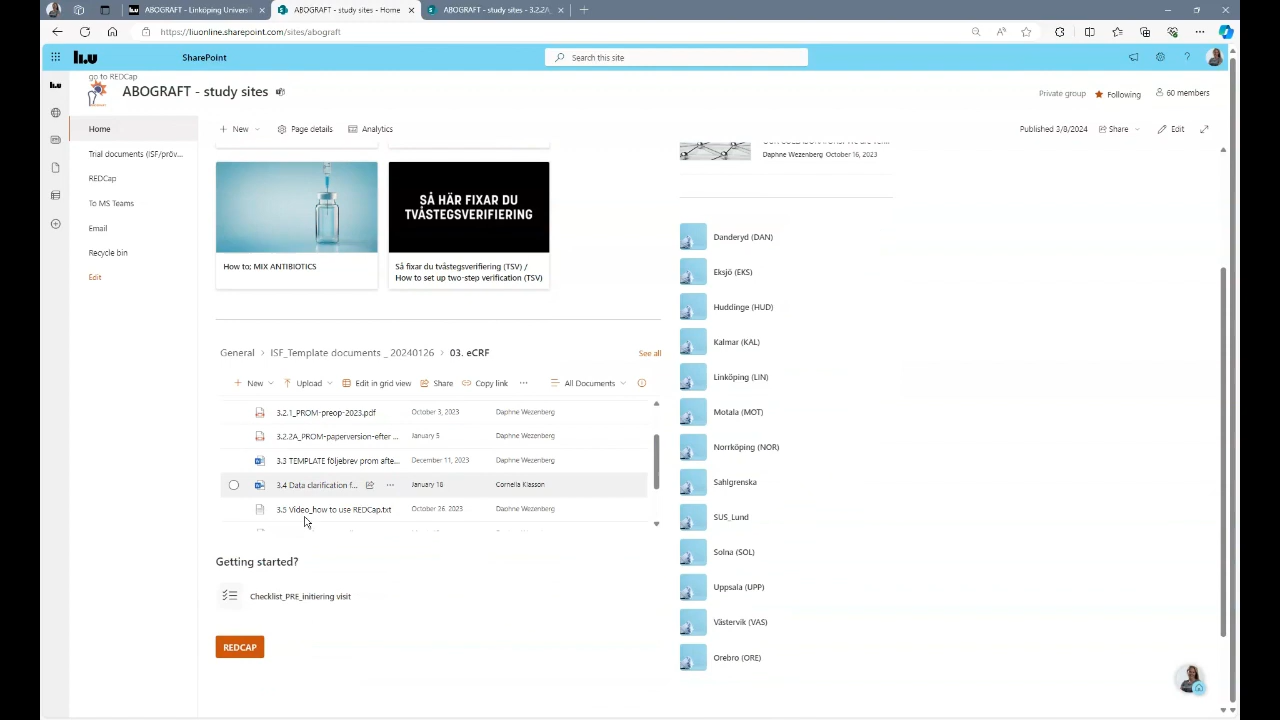 ABOGRAFT – Linköping Universi
ABOGRAFT - study sites - Home
ABOGRAFT - study sites - 3.2.2A_
https://liuonline.sharepoint.com/sites/abograft
SharePoint
Search this site
go to REDCap
ABOGRAFT - study sites
Private group
Following
60 members
Home
New
Page details
Analytics
Published 3/8/2024
Share
Edit
Trial documents (ISF/pröv...
REDCap
To MS Teams
Email
Recycle bin
Edit
Daphne Wezenberg October 16, 2023
SÅ HÄR FIXAR DU
TVÅSTEGSVERIFIERING
How to; MIX ANTIBIOTICS
Så fixar du tvåstegsverifiering (TSV) /
How to set up two-step verification (TSV)
General > ISF_Template documents _ 20240126 > 03. eCRF
See all
New
Upload
Edit in grid view
Share
Copy link
All Documents
3.2.1_PROM-preop-2023.pdf October 3, 2023 Daphne Wezenberg
3.2.2A_PROM-paperversion-efter ... January 5 Daphne Wezenberg
3.3 TEMPLATE följebrev prom afte... December 11, 2023 Daphne Wezenberg
3.4 Data clarification f... January 18 Cornelia Klasson
3.5 Video_how to use REDCap.txt October 26, 2023 Daphne Wezenberg
Getting started?
Checklist_PRE_initiering visit
REDCAP
Danderyd (DAN)
Eksjö (EKS)
Huddinge (HUD)
Kalmar (KAL)
Linköping (LIN)
Motala (MOT)
Norrköping (NOR)
Sahlgrenska
SUS_Lund
Solna (SOL)
Uppsala (UPP)
Västervik (VAS)
Orebro (ORE)